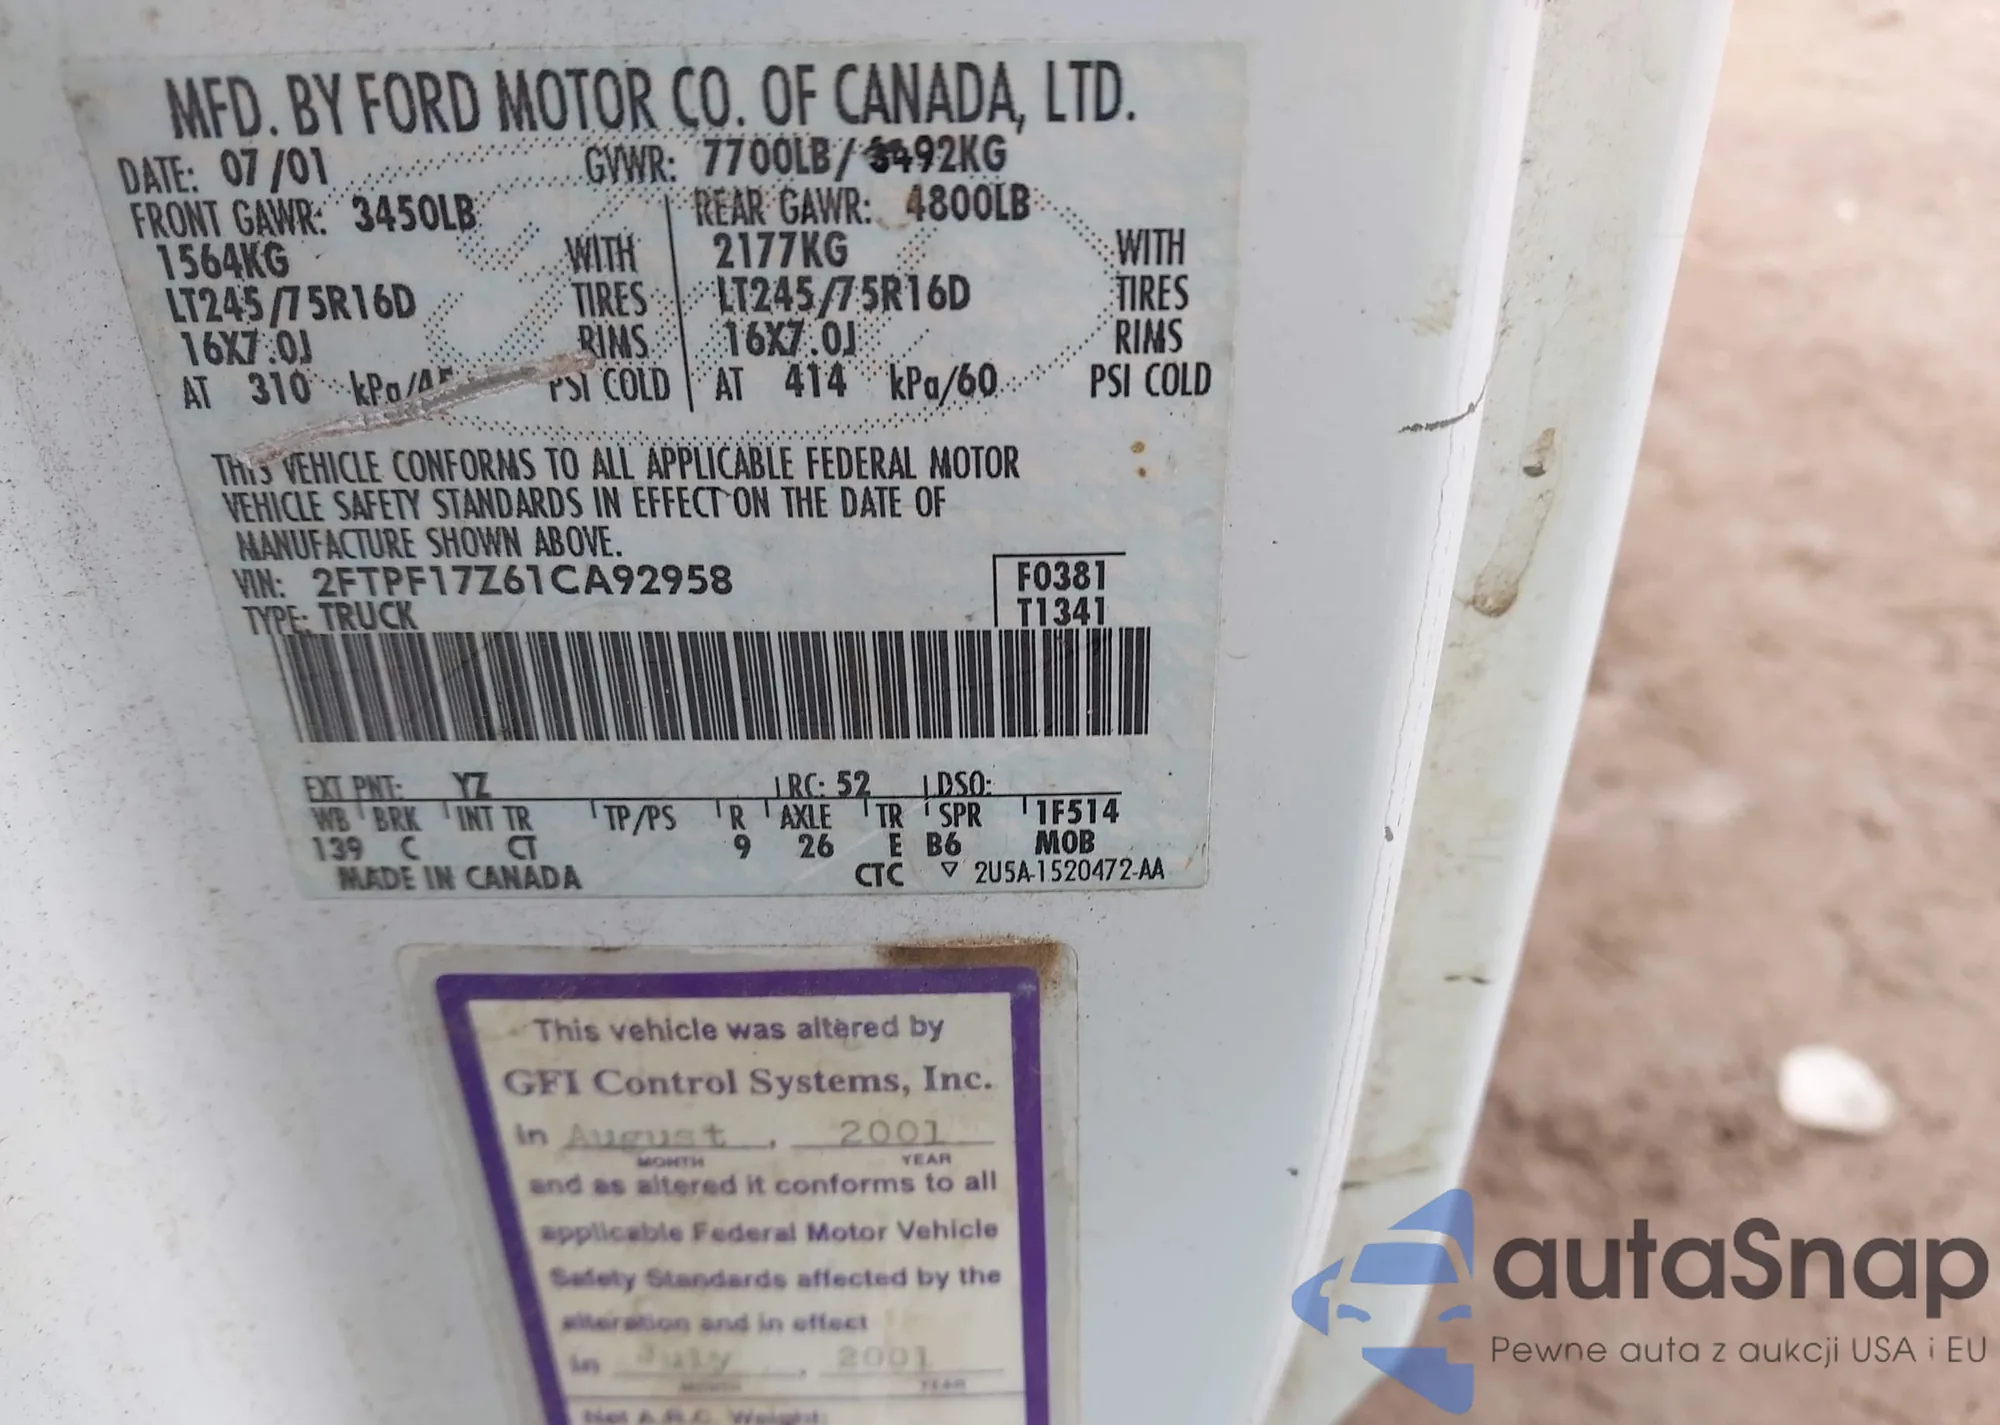 MFD. BY FORD MOTOR CO. OF CANADA, LTD.
DATE: 07/01 GVWR: 7700LB/3492KG
FRONT GAWR: 3450LB REAR GAWR: 4800LB
1564KG WITH 2177KG WITH
LT245/75R16D TIRES LT245/75R16D TIRES
16X7.0J RIMS 16X7.0J RIMS
AT 310 kPa/45 PSI COLD AT 414 kPa/60 PSI COLD
THIS VEHICLE CONFORMS TO ALL APPLICABLE FEDERAL MOTOR
VEHICLE SAFETY STANDARDS IN EFFECT ON THE DATE OF
MANUFACTURE SHOWN ABOVE.
VIN: 2FTPF17Z61CA92958 F0381
TYPE: TRUCK T1341
EXT PNT: YZ RC: 52 DSO:
WB BRK INT TR TP/PS R AXLE TR SPR 1F514
139 C CT 9 26 E B6 MOB
MADE IN CANADA CTC ▽ 2U5A-1520472-AA
This vehicle was altered by
GFI Control Systems, Inc.
in August, 2001
MONTH YEAR
and as altered it conforms to all
applicable Federal Motor Vehicle
Safety Standards affected by the
alteration and in effect
in July, 2001
MONTH YEAR
Net A.R.C. Weight:
autaSnap
Pewne auta z aukcji USA i EU